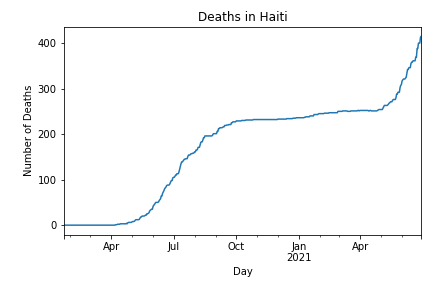 Deaths in Haiti
400
300
200
100
0
Number of Deaths
Apr
Jul
Oct
Jan
2021
Apr
Day